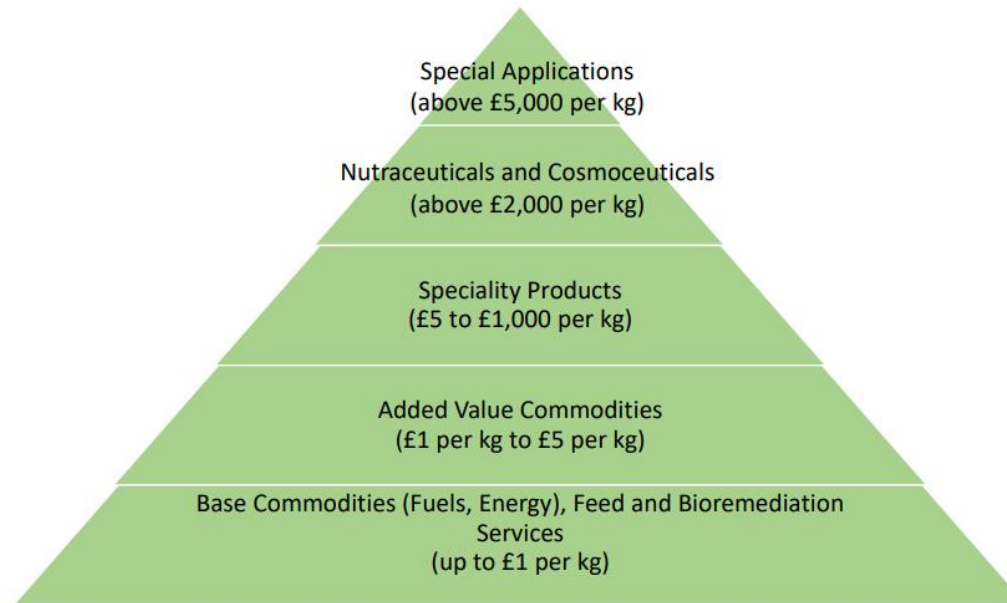 Special Applications
(above £5,000 per kg)
Nutraceuticals and Cosmoceuticals
(above £2,000 per kg)
Speciality Products
(£5 to £1,000 per kg)
Added Value Commodities
(£1 per kg to £5 per kg)
Base Commodities (Fuels, Energy), Feed and Bioremediation
Services
(up to £1 per kg)